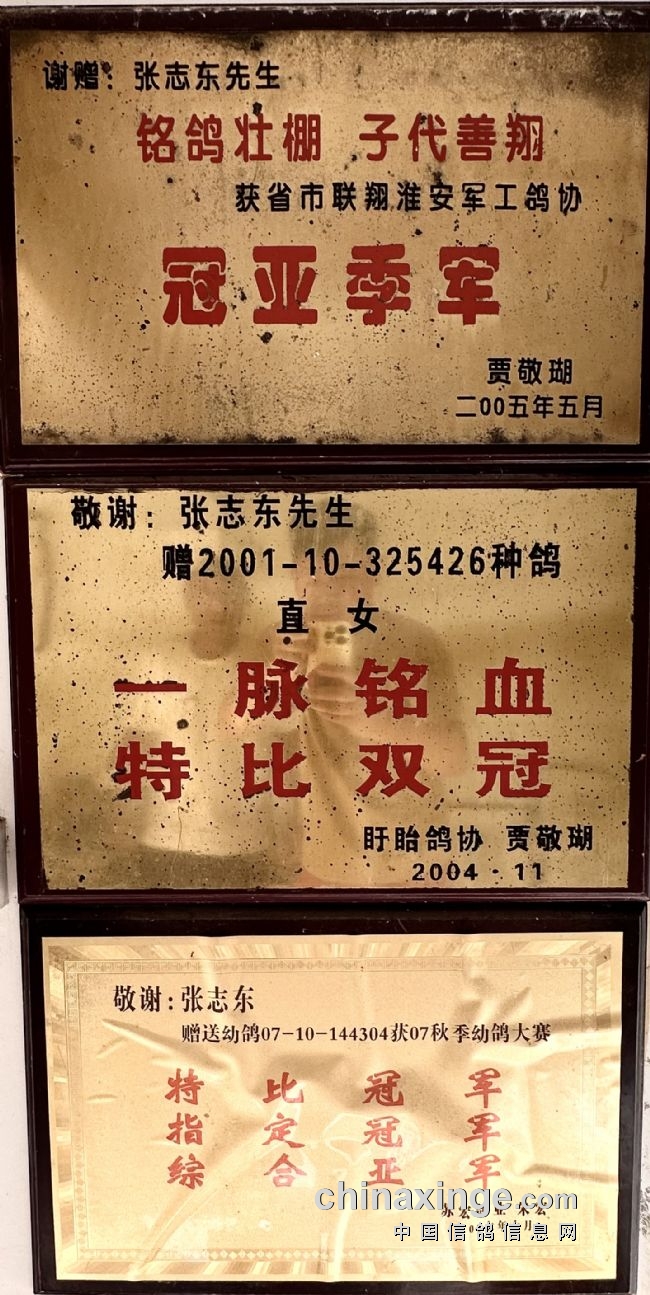 谢赠：张志东先生
铭鸽壮棚 子代善翔
获省市联翔淮安军工鸽协
冠亚季军
贾敬瑚
二00五年五月
敬谢：张志东先生
赠2001-10-325426种鸽
直 女
一脉铭血
特比双冠
盱眙鸽协 贾敬瑚
2004·11
敬谢:张志东
赠送幼鸽07-10-144304获07秋季幼鸽大赛
特比冠军
指定冠军
综合亚军
chinaxinge.com
中国信鸽信息网